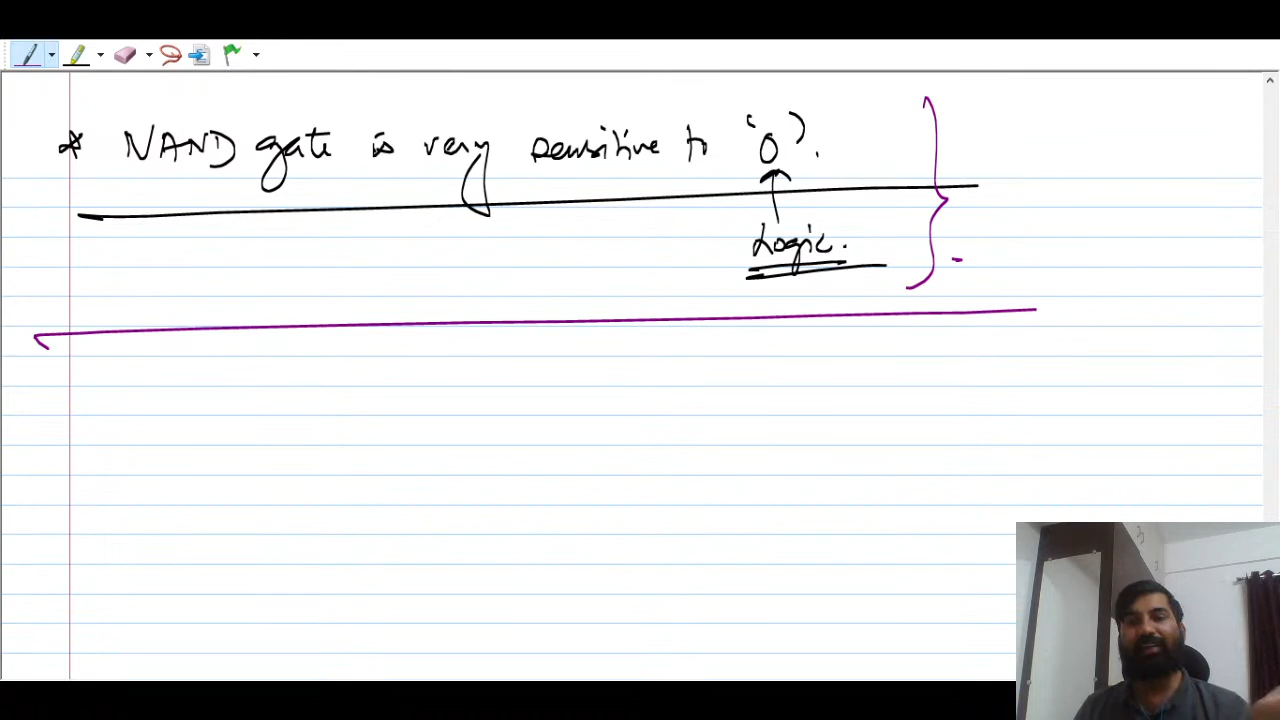 * NAND gate is very sensitive to '0'.
Logic.